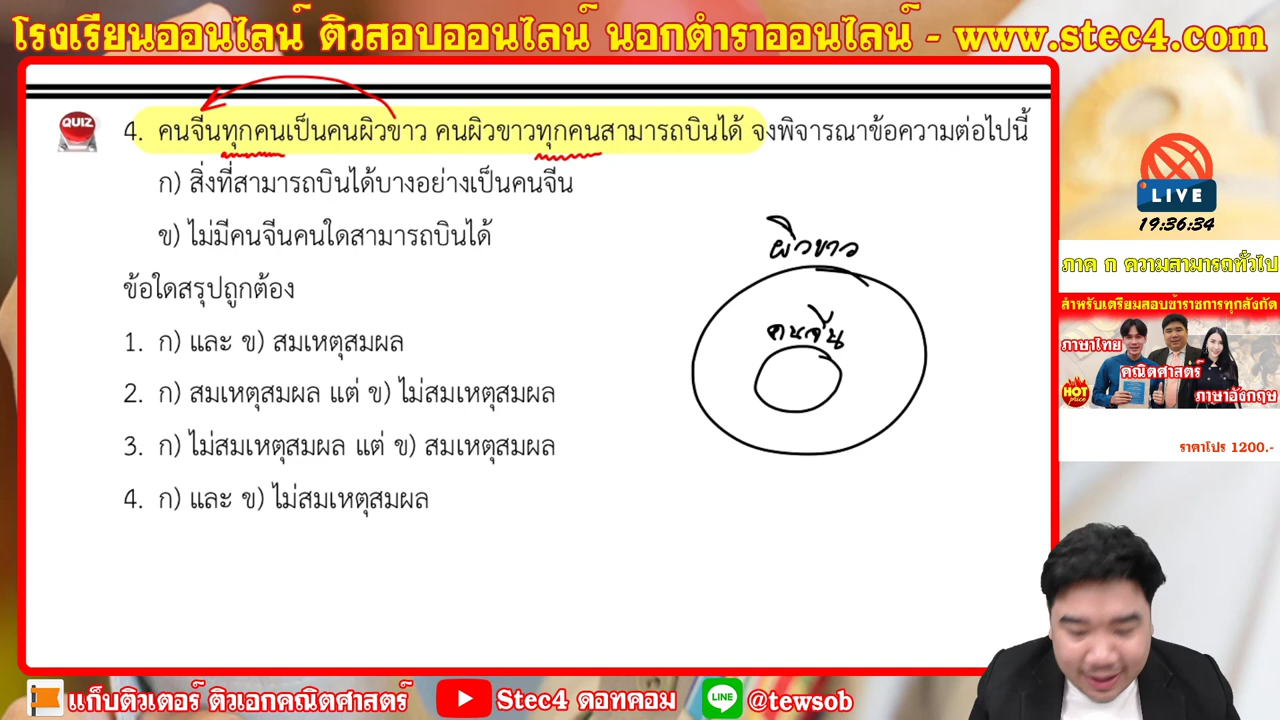 โรงเรียนออนไลน์ ติวสอบออนไลน์ นอกตำราออนไลน์ - www.stec4.com
QUIZ
4. คนจีนทุกคนเป็นคนผิวขาว คนผิวขาวทุกคนสามารถบินได้ จงพิจารณาข้อความต่อไปนี้
ก) สิ่งที่สามารถบินได้บางอย่างเป็นคนจีน
ข) ไม่มีคนจีนคนใดสามารถบินได้
ข้อใดสรุปถูกต้อง
1. ก) และ ข) สมเหตุสมผล
2. ก) สมเหตุสมผล แต่ ข) ไม่สมเหตุสมผล
3. ก) ไม่สมเหตุสมผล แต่ ข) สมเหตุสมผล
4. ก) และ ข) ไม่สมเหตุสมผล
ผิวขาว
คนจีน
LIVE
19:36:34
ภาค ก ความสามารถทั่วไป
สำหรับเตรียมสอบข้าราชการทุกสังกัด
ภาษาไทย
คณิตศาสตร์
ภาษาอังกฤษ
HOT
price
ราคาโปร 1200.-
แก๊บติวเตอร์ ติวเอกคณิตศาสตร์
Stec4 ดอทคอม
LINE
@tewsob